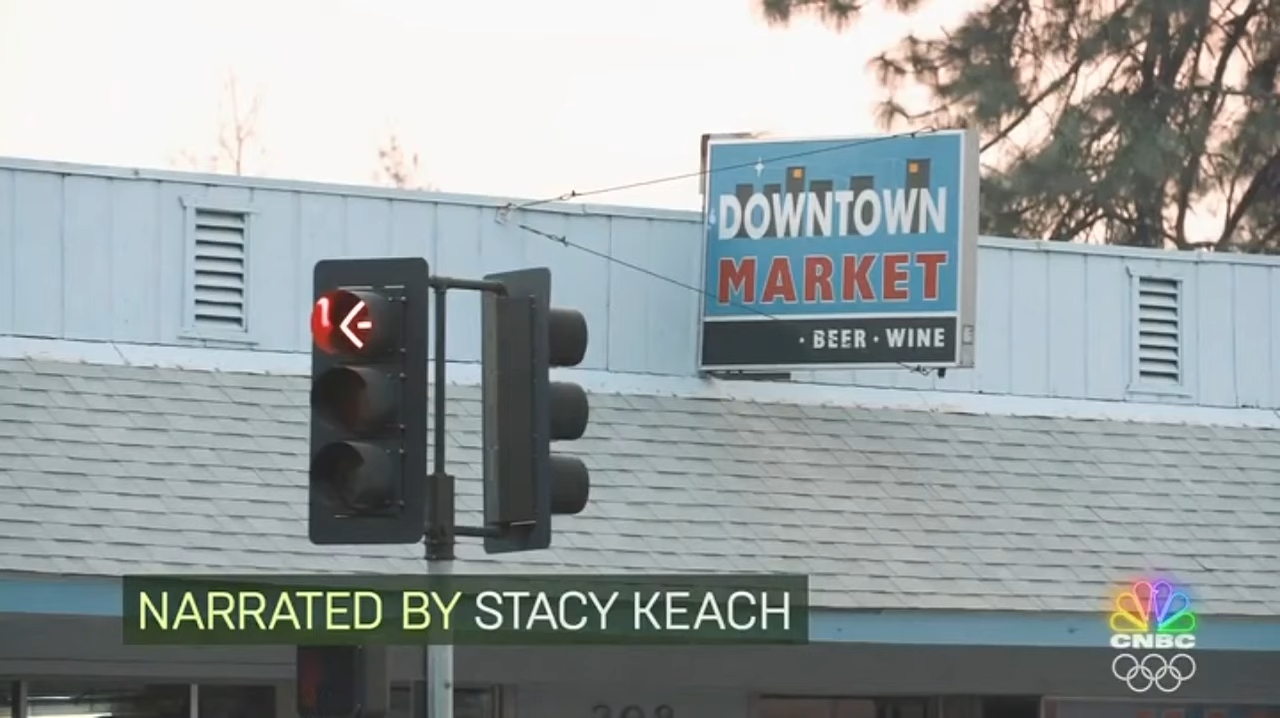 DOWNTOWN
MARKET
· BEER · WINE
NARRATED BY STACY KEACH
CNBC